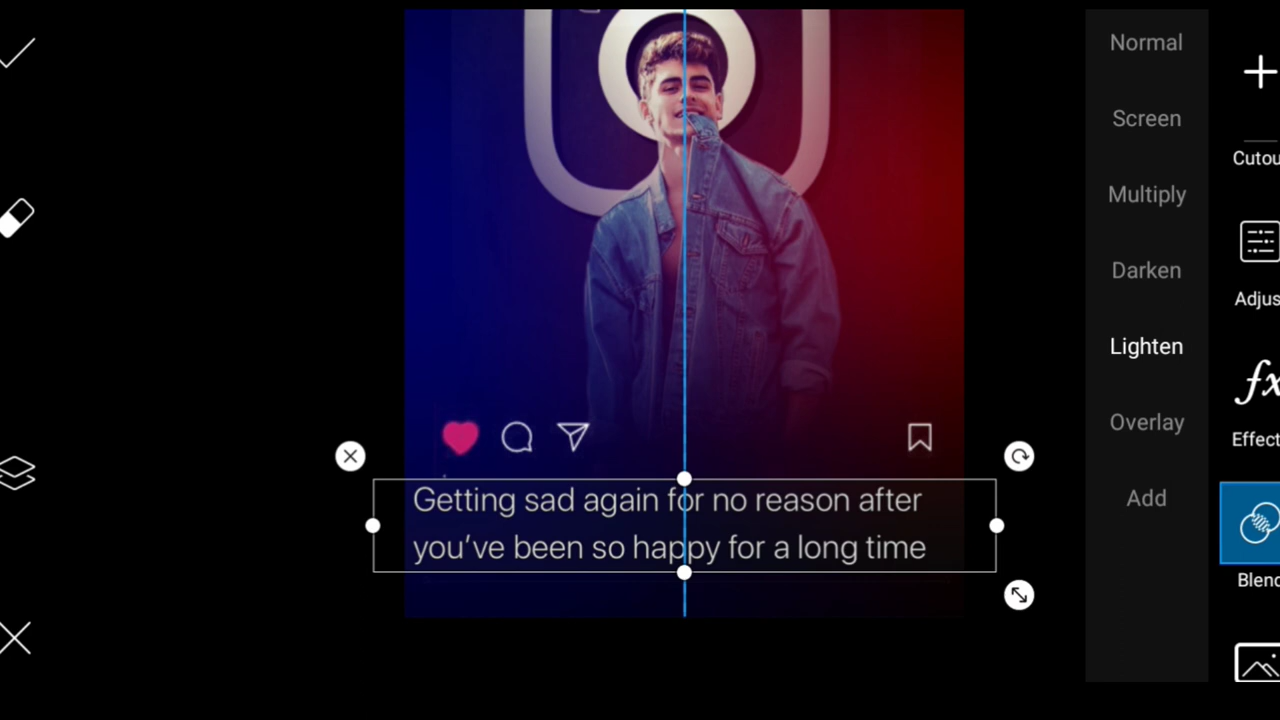 Normal
Screen
Multiply
Darken
Lighten
Overlay
Add
Cutou
Adjus
fx
Effect
Blend
Getting sad again for no reason after
you’ve been so happy for a long time